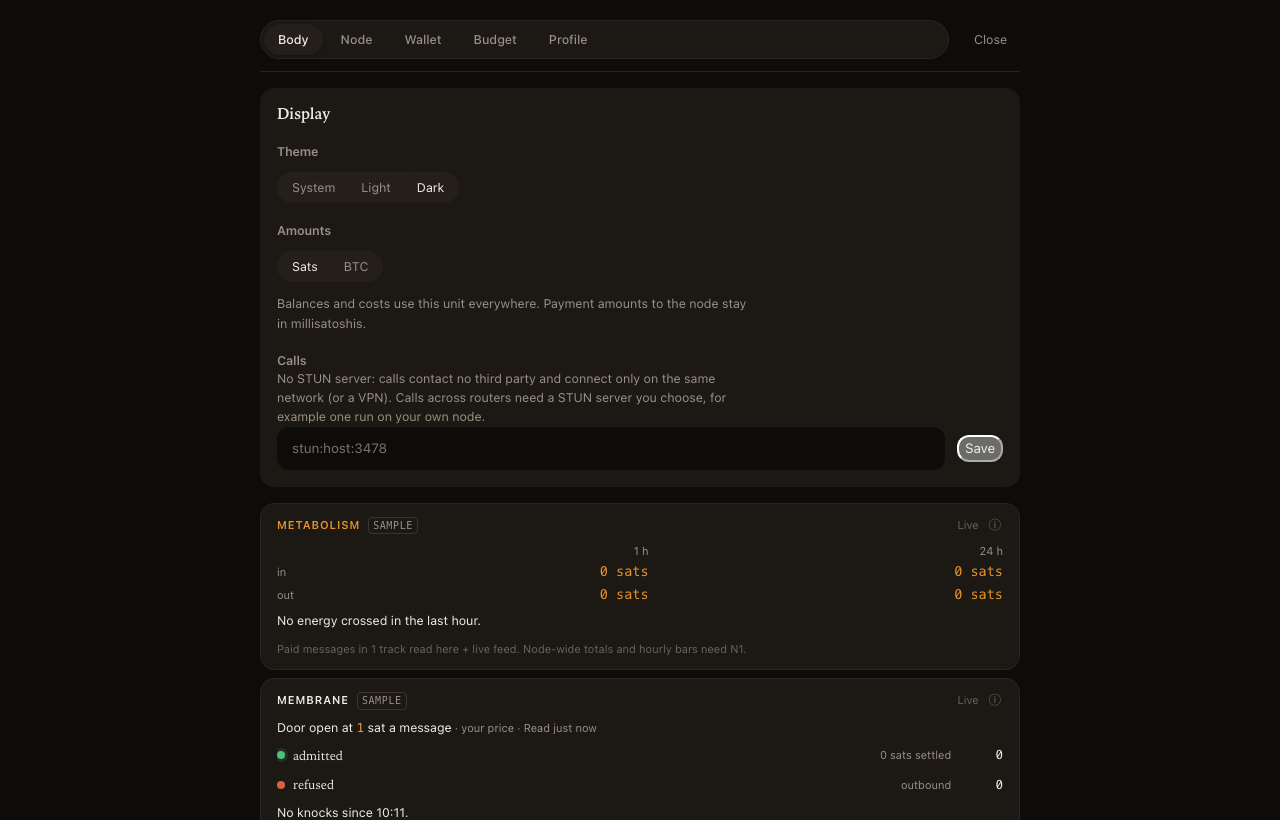 Body Node Wallet Budget Profile Close
Display
Theme
System Light Dark
Amounts
Sats BTC
Balances and costs use this unit everywhere. Payment amounts to the node stay
in millisatoshis.
Calls
No STUN server: calls contact no third party and connect only on the same
network (or a VPN). Calls across routers need a STUN server you choose, for
example one run on your own node.
stun:host:3478 Save
METABOLISM SAMPLE Live ⓘ
1 h 24 h
in 0 sats 0 sats
out 0 sats 0 sats
No energy crossed in the last hour.
Paid messages in 1 track read here + live feed. Node-wide totals and hourly bars need N1.
MEMBRANE SAMPLE Live ⓘ
Door open at 1 sat a message · your price · Read just now
admitted 0 sats settled 0
refused outbound 0
No knocks since 10:11.